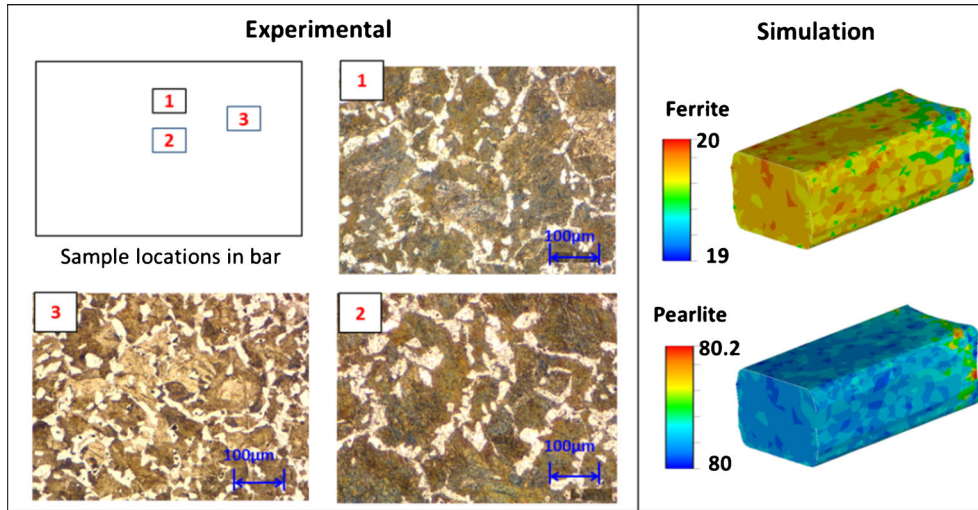 Experimental
1
2
3
Sample locations in bar
1
100µm
3
100µm
2
100µm
Simulation
Ferrite
20
19
Pearlite
80.2
80